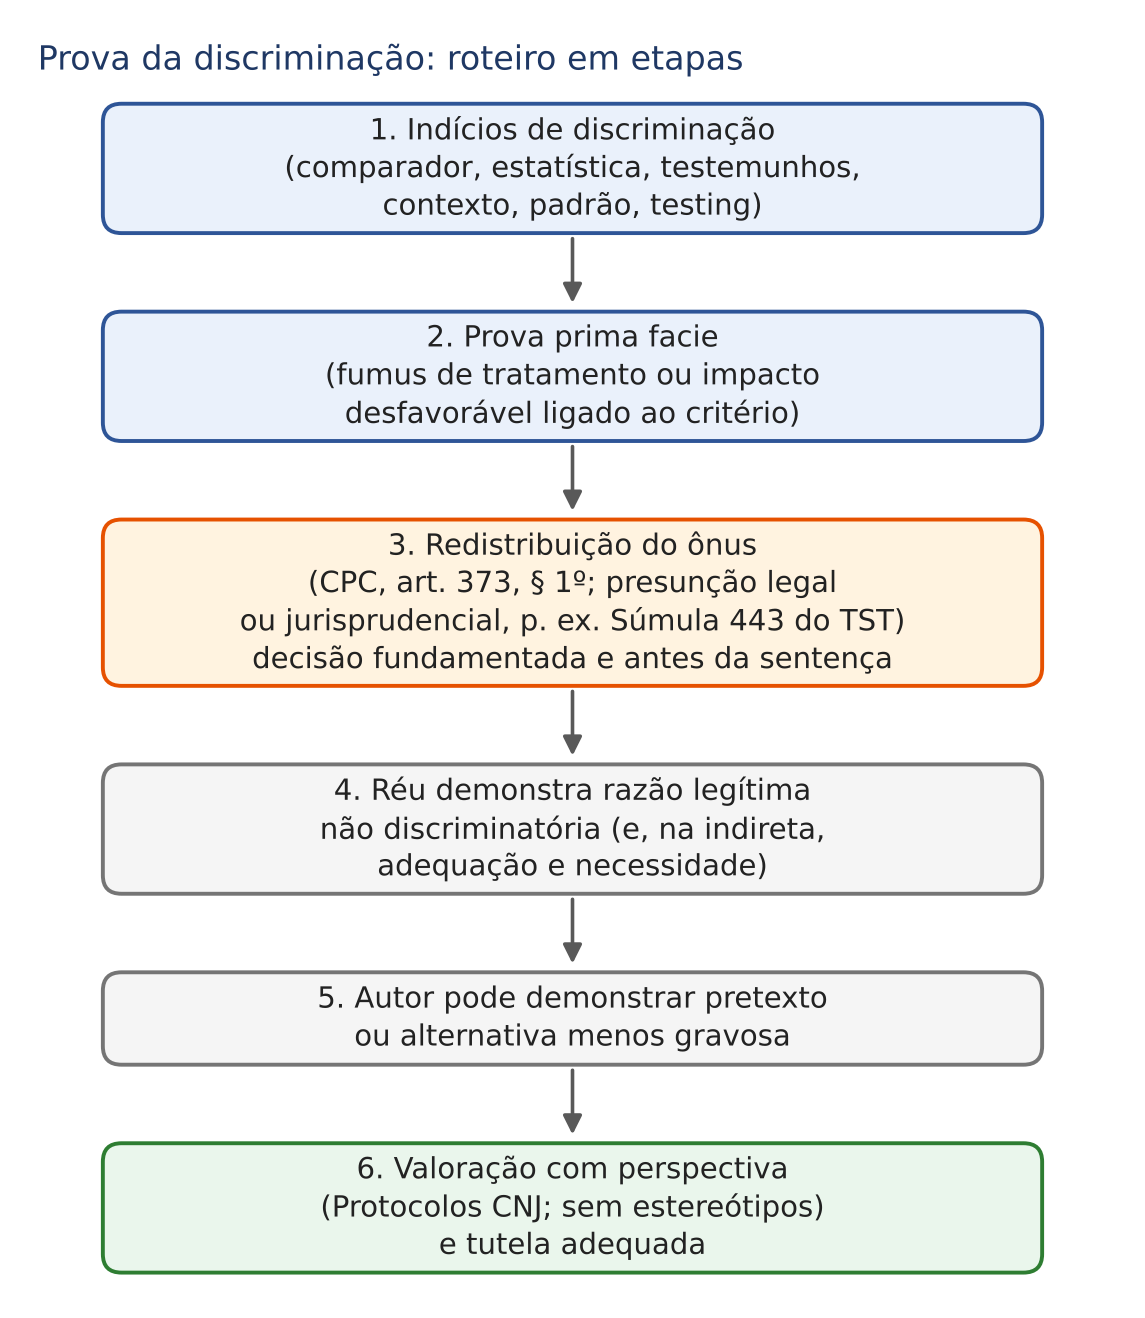 Prova da discriminação: roteiro em etapas
1. Indícios de discriminação
(comparador, estatística, testemunhos,
contexto, padrão, testing)
2. Prova prima facie
(fumus de tratamento ou impacto
desfavorável ligado ao critério)
3. Redistribuição do ônus
(CPC, art. 373, § 1º; presunção legal
ou jurisprudencial, p. ex. Súmula 443 do TST)
decisão fundamentada e antes da sentença
4. Réu demonstra razão legítima
não discriminatória (e, na indireta,
adequação e necessidade)
5. Autor pode demonstrar pretexto
ou alternativa menos gravosa
6. Valoração com perspectiva
(Protocolos CNJ; sem estereótipos)
e tutela adequada